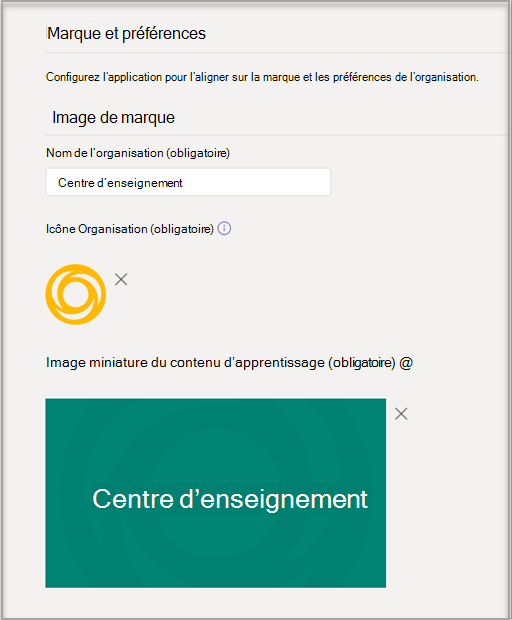 Marque et préférences
Configurez l'application pour l'aligner sur la marque et les préférences de l'organisation.
Image de marque
Nom de l'organisation (obligatoire)
Centre d'enseignement
Icône Organisation (obligatoire)
Image miniature du contenu d'apprentissage (obligatoire) @
Centre d'enseignement